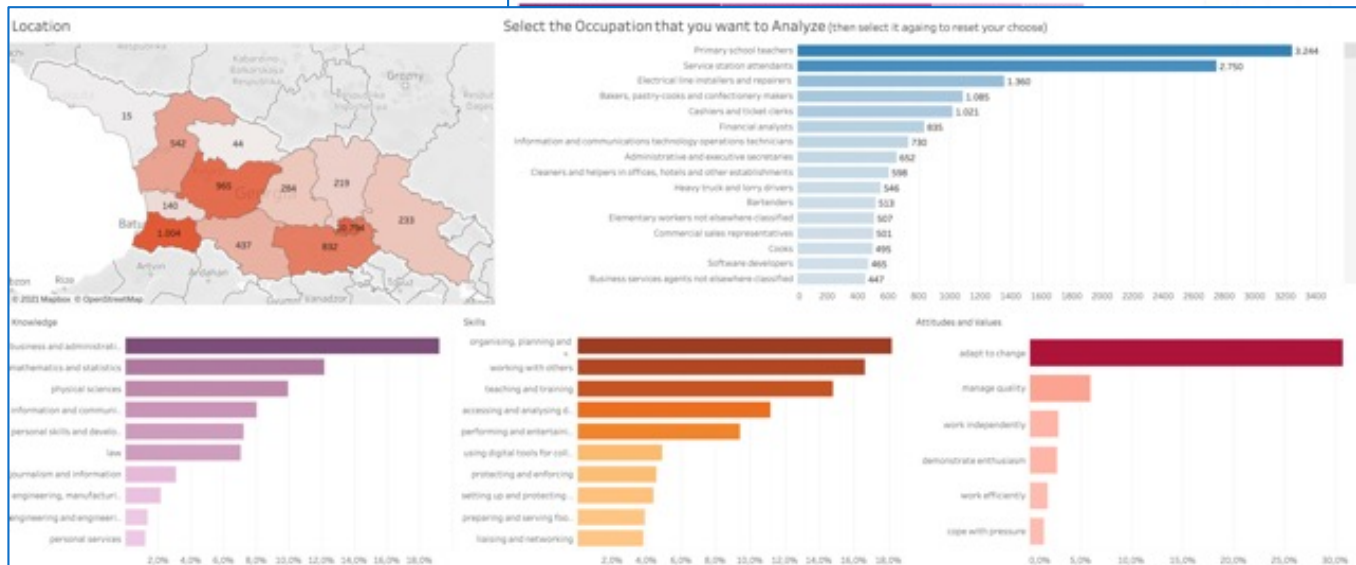 Location
Select the Occupation that you want to Analyze (then select it againg to reset your choose)
Kabardino
Balkarskaya
Respublika
Grozny
15
542
44
965
Georgia
284
219
140
233
Batu
1.004
437
832
Artvin
Ardahan
Rize
Vanadzor
© 2021 Mapbox © OpenStreetMap
Primary school teachers 3.244
Service station attendants 2.750
Electrical line installers and repairers 1.360
Bakers, pastry-cooks and confectionery makers 1.085
Cashiers and ticket clerks 1.021
Financial analysts 835
Information and communications technology operations technicians 730
Administrative and executive secretaries 652
Cleaners and helpers in offices, hotels and other establishments 598
Heavy truck and lorry drivers 546
Bartenders 513
Elementary workers not elsewhere classified 507
Commercial sales representatives 501
Cooks 495
Software developers 465
Business services agents not elsewhere classified 447
0 200 400 600 800 1000 1200 1400 1600 1800 2000 2200 2400 2600 2800 3000 3200 3400
Knowledge
business and administrati..
mathematics and statistics
physical sciences
information and communi..
personal skills and develo..
law
journalism and information
engineering, manufacturi..
engineering and engineeri..
personal services
2,0% 4,0% 6,0% 8,0% 10,0% 12,0% 14,0% 16,0% 18,0%
Skills
organising, planning and
working with others
teaching and training
accessing and analysing d..
performing and entertaini..
using digital tools for coll..
protecting and enforcing
setting up and protecting ..
preparing and serving foo..
liaising and networking
2,0% 4,0% 6,0% 8,0% 10,0% 12,0% 14,0% 16,0% 18,0%
Attitudes and Values
adapt to change
manage quality
work independently
demonstrate enthusiasm
work efficiently
cope with pressure
0,0% 5,0% 10,0% 15,0% 20,0% 25,0% 30,0%